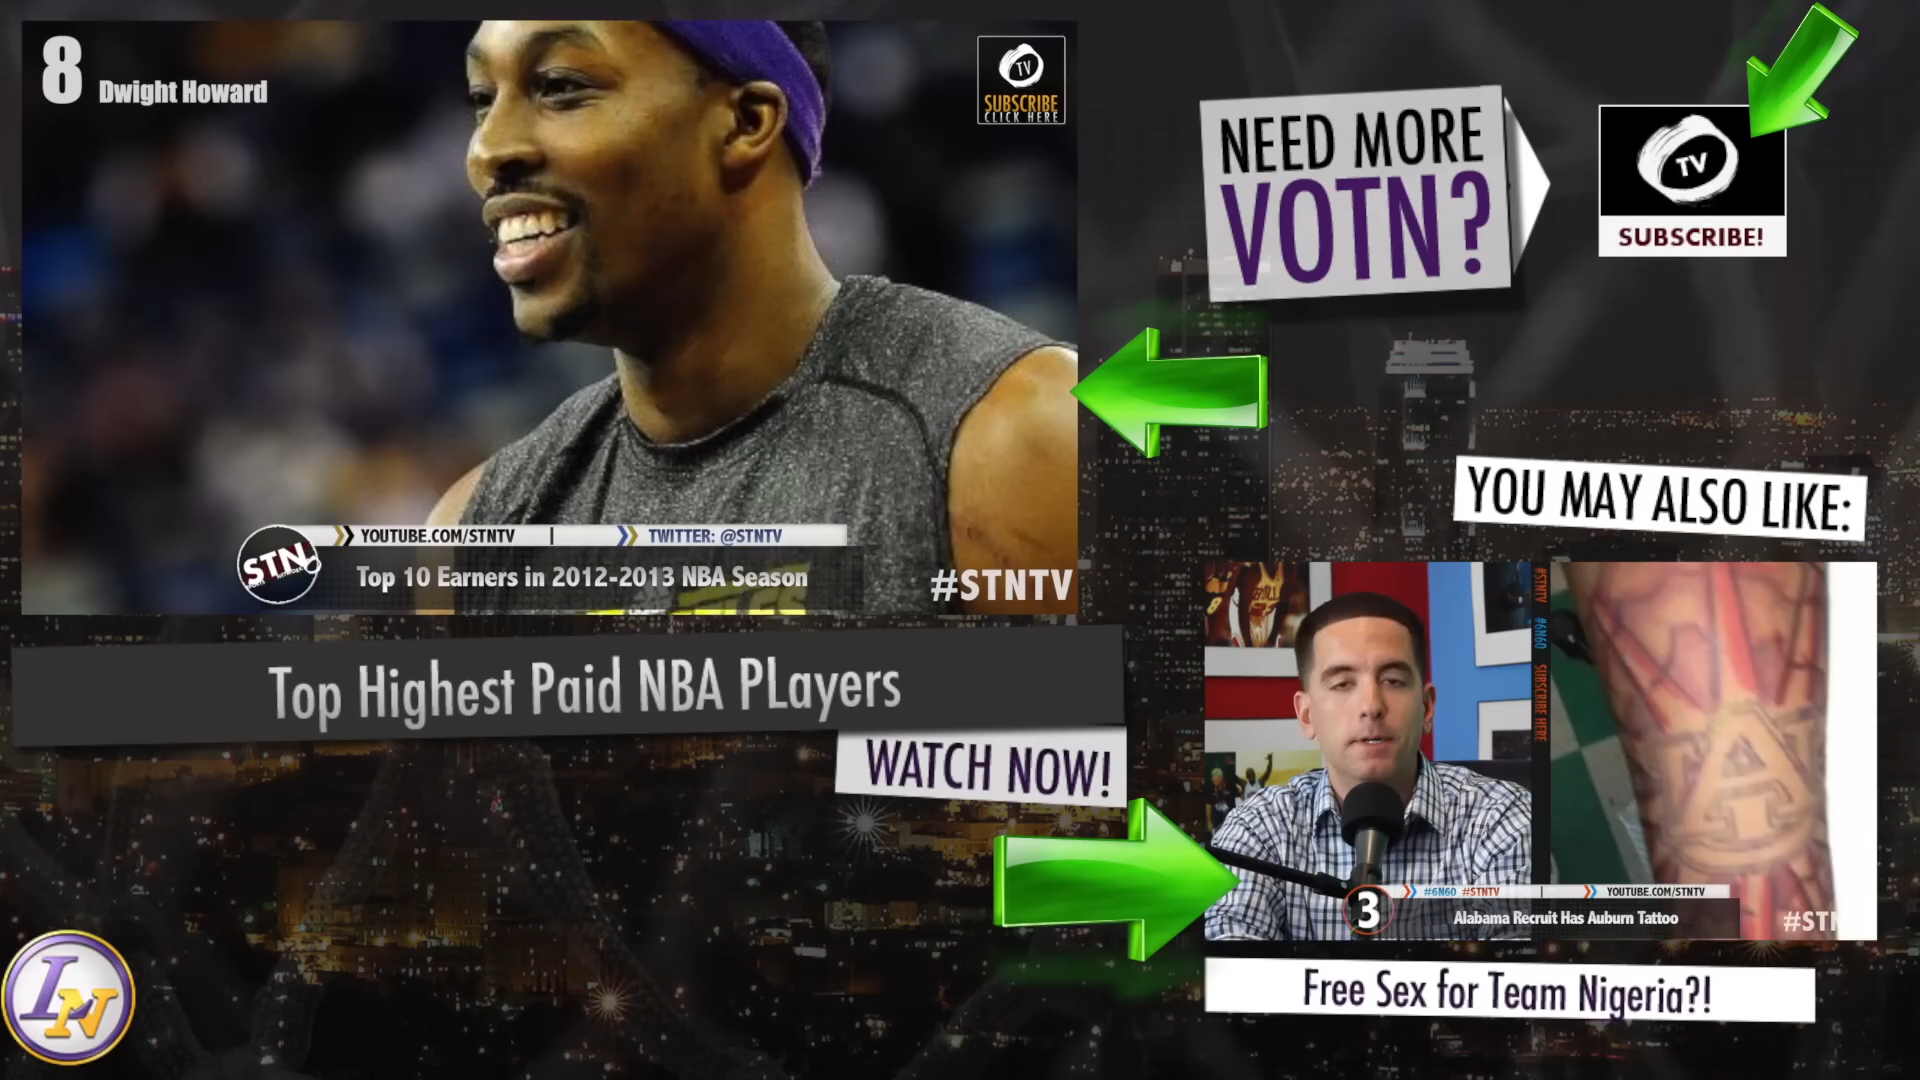 8 Dwight Howard
TV
SUBSCRIBE
CLICK HERE
NEED MORE
VOTN?
TV
SUBSCRIBE!
YOUTUBE.COM/STNTV | TWITTER: @STNTV
STN
Top 10 Earners in 2012-2013 NBA Season
#STNTV
Top Highest Paid NBA PLayers
WATCH NOW!
YOU MAY ALSO LIKE:
#STNTV #6N60 SUBSCRIBE HERE
A
3
#6N60 #STNTV | YOUTUBE.COM/STNTV
Alabama Recruit Has Auburn Tattoo
#STN
Free Sex for Team Nigeria?!
LN